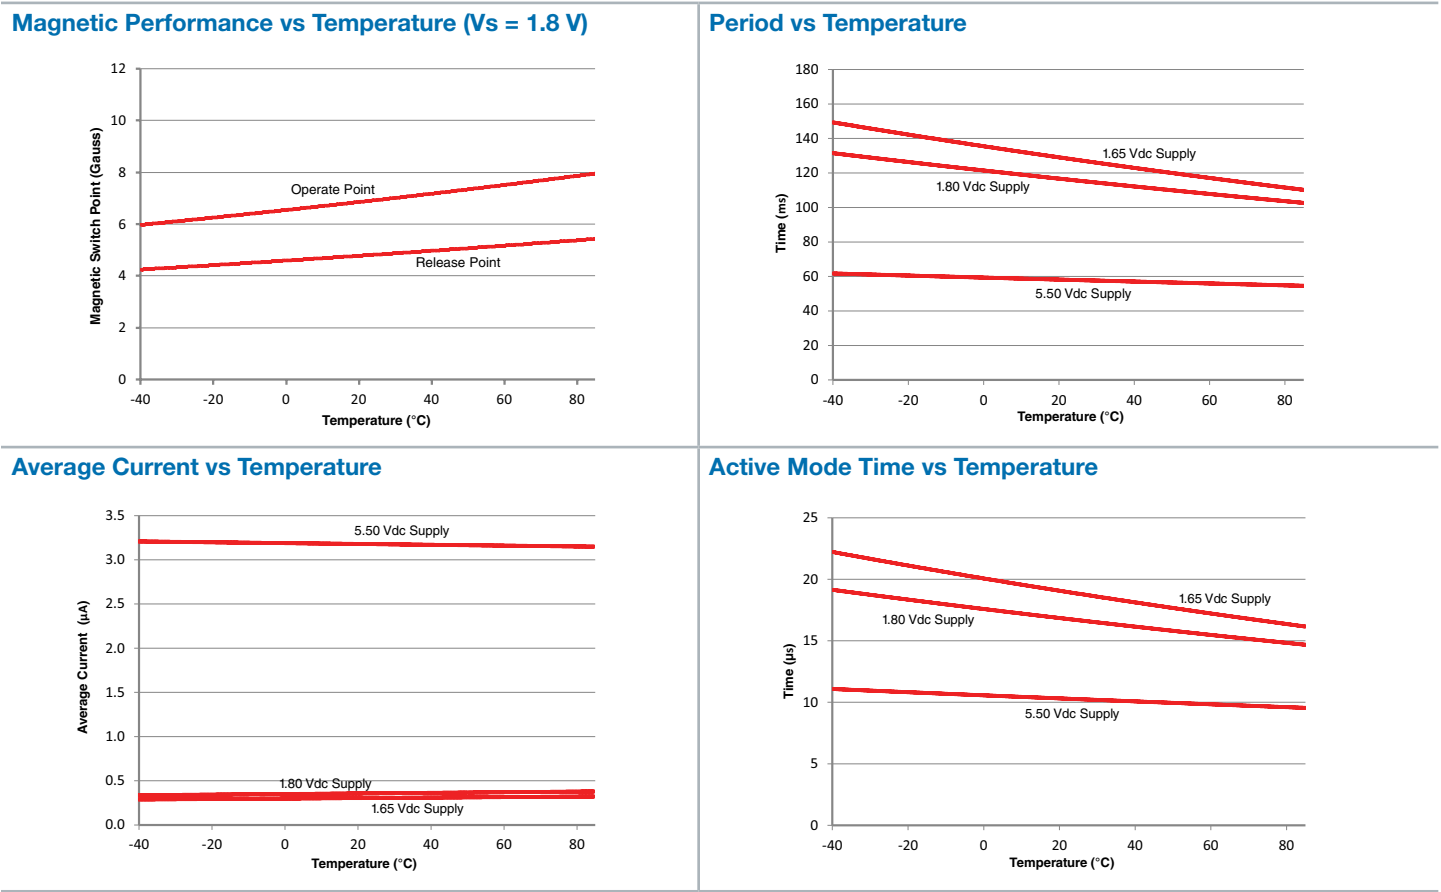 Magnetic Performance vs Temperature (Vs = 1.8 V)
12
10
8
6
4
2
0
Magnetic Switch Point (Gauss)
Operate Point
Release Point
-40 -20 0 20 40 60 80
Temperature (°C)
Period vs Temperature
180
160
140
120
100
80
60
40
20
0
Time (ms)
1.65 Vdc Supply
1.80 Vdc Supply
5.50 Vdc Supply
-40 -20 0 20 40 60 80
Temperature (°C)
Average Current vs Temperature
3.5
3.0
2.5
2.0
1.5
1.0
0.5
0.0
Average Current (µA)
5.50 Vdc Supply
1.80 Vdc Supply
1.65 Vdc Supply
-40 -20 0 20 40 60 80
Temperature (°C)
Active Mode Time vs Temperature
25
20
15
10
5
0
Time (µs)
1.65 Vdc Supply
1.80 Vdc Supply
5.50 Vdc Supply
-40 -20 0 20 40 60 80
Temperature (°C)